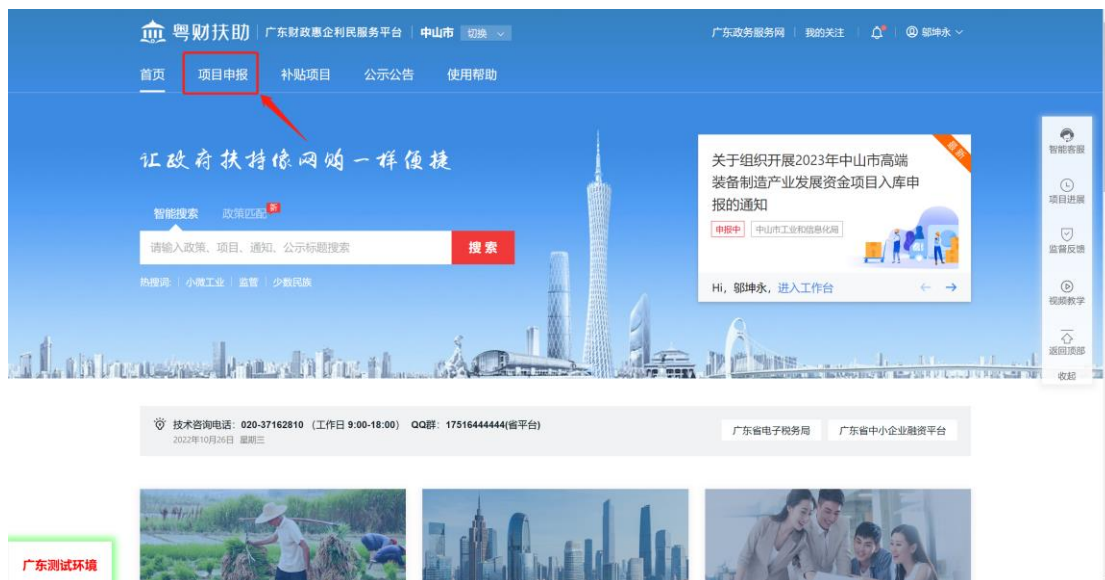 粤财扶助 广东财政惠企利民服务平台 中山市 切换
广东政务服务网 我的关注 邬坤永
首页 项目申报 补贴项目 公示公告 使用帮助
让政府扶持像网购一样便捷
智能搜索 政策匹配 新
请输入政策、项目、通知、公示标题搜索 搜索
热搜词: 小微工业 监管 少数民族
最新
关于组织开展2023年中山市高端
装备制造产业发展资金项目入库申
报的通知
申报中 中山市工业和信息化局
Hi, 邬坤永, 进入工作台
智能客服
项目进展
监督反馈
视频教学
返回顶部
收起
技术咨询电话: 020-37162810 (工作日 9:00-18:00) QQ群: 17516444444(省平台)
2022年10月26日 星期三
广东省电子税务局 广东省中小企业融资平台
广东测试环境